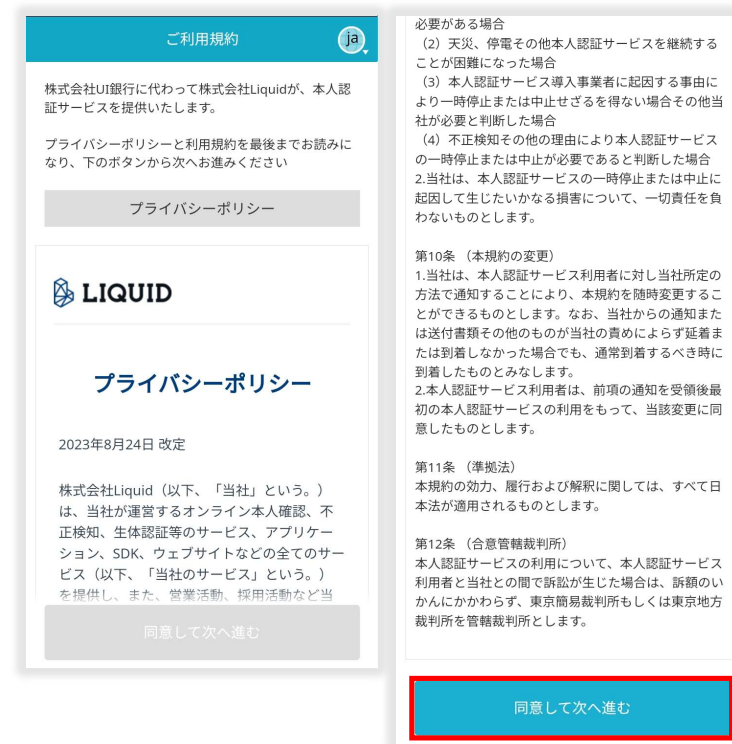 ご利用規約
ja
株式会社UI銀行に代わって株式会社Liquidが、本人認
証サービスを提供いたします。
プライバシーポリシーと利用規約を最後までお読みに
なり、下のボタンから次へお進みください
プライバシーポリシー
LIQUID
プライバシーポリシー
2023年8月24日 改定
株式会社Liquid（以下、「当社」という。）
は、当社が運営するオンライン本人確認、不
正検知、生体認証等のサービス、アプリケー
ション、SDK、ウェブサイトなどの全てのサー
ビス（以下、「当社のサービス」という。）
を提供し、また、営業活動、採用活動など当
同意して次へ進む
必要がある場合
（2）天災、停電その他本人認証サービスを継続する
ことが困難になった場合
（3）本人認証サービス導入事業者に起因する事由に
より一時停止または中止せざるを得ない場合その他当
社が必要と判断した場合
（4）不正検知その他の理由により本人認証サービス
の一時停止または中止が必要であると判断した場合
2.当社は、本人認証サービスの一時停止または中止に
起因して生じたいかなる損害について、一切責任を負
わないものとします。
第10条 （本規約の変更）
1.当社は、本人認証サービス利用者に対し当社所定の
方法で通知することにより、本規約を随時変更するこ
とができるものとします。なお、当社からの通知また
は送付書類その他のものが当社の責めによらず延着ま
たは到着しなかった場合でも、通常到着するべき時に
到着したものとみなします。
2.本人認証サービス利用者は、前項の通知を受領後最
初の本人認証サービスの利用をもって、当該変更に同
意したものとします。
第11条 （準拠法）
本規約の効力、履行および解釈に関しては、すべて日
本法が適用されるものとします。
第12条 （合意管轄裁判所）
本人認証サービスの利用について、本人認証サービス
利用者と当社との間で訴訟が生じた場合は、訴額のい
かんにかかわらず、東京簡易裁判所もしくは東京地方
裁判所を管轄裁判所とします。
同意して次へ進む